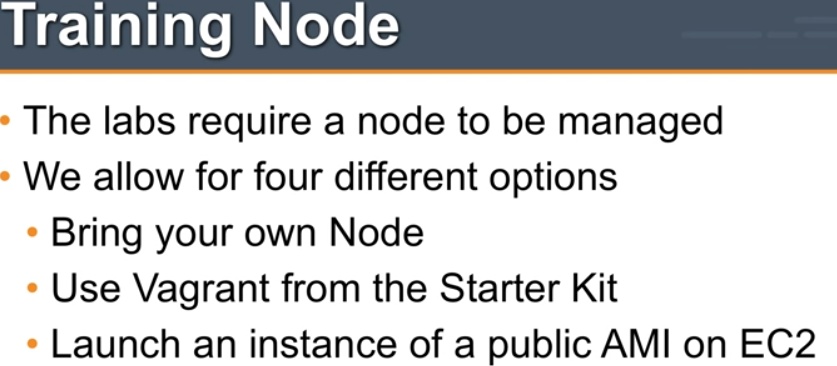 Training Node
• The labs require a node to be managed
• We allow for four different options
• Bring your own Node
• Use Vagrant from the Starter Kit
• Launch an instance of a public AMI on EC2